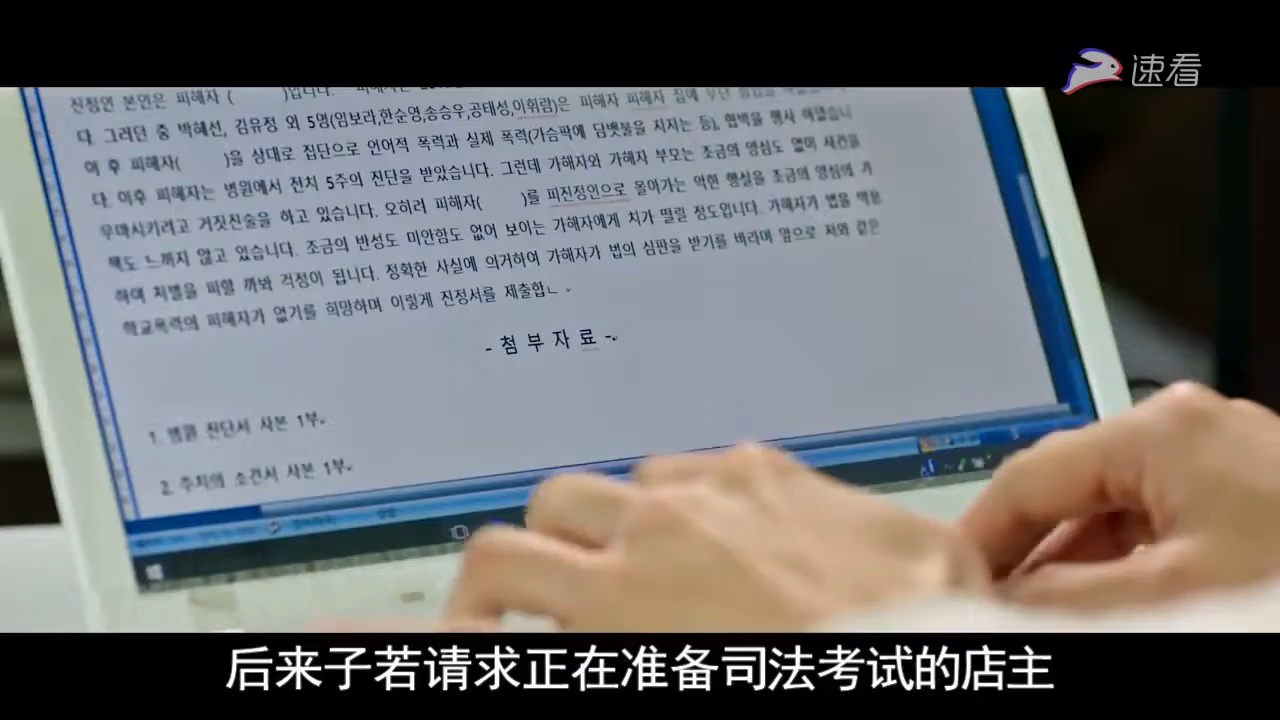 速看
진정인 본인은 피해자 ( )입니다.
다. 그러던 중 박혜선, 김유정 외 5명(임보라,한순영,송승우,공태성,이휘람)은 피해자 피해자 집에 무단
이 후 피해자( )을 상대로 집단으로 언어적 폭력과 실제 폭력(가슴팍에 담뱃불을 지지는 등), 협박을 행사 하였습니
다. 이후 피해자는 병원에서 전치 5주의 진단을 받았습니다. 그런데 가해자와 가해자 부모는 조금의 양심도 없이 사건을
무마시키려고 거짓진술을 하고 있습니다. 오히려 피해자( )를 피진정인으로 몰아가는 악한 행실을 조금의 양심의 가
책도 느끼지 않고 있습니다. 조금의 반성도 미안함도 없어 보이는 가해자에게 치가 떨릴 정도입니다. 가해자가 법을 악용
하여 처벌을 피할 까봐 걱정이 됩니다. 정확한 사실에 의거하여 가해자가 법의 심판을 받기를 바라며 앞으로 저와 같은
학교폭력의 피해자가 없기를 희망하며 이렇게 진정서를 제출합ㄴ
- 첨 부 자 료 -
1. 병원 진단서 사본 1부.
2. 주치의 소견서 사본 1부.
后来子若请求正在准备司法考试的店主